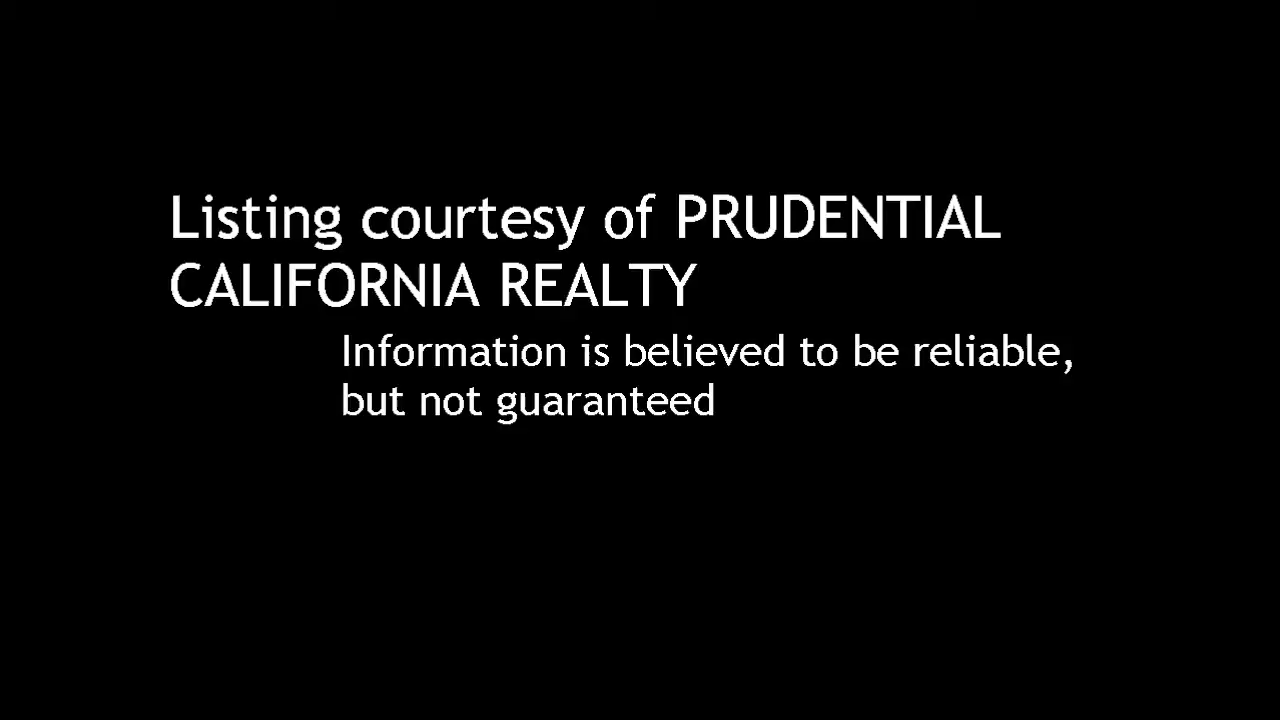 Listing courtesy of PRUDENTIAL
CALIFORNIA REALTY
Information is believed to be reliable,
but not guaranteed